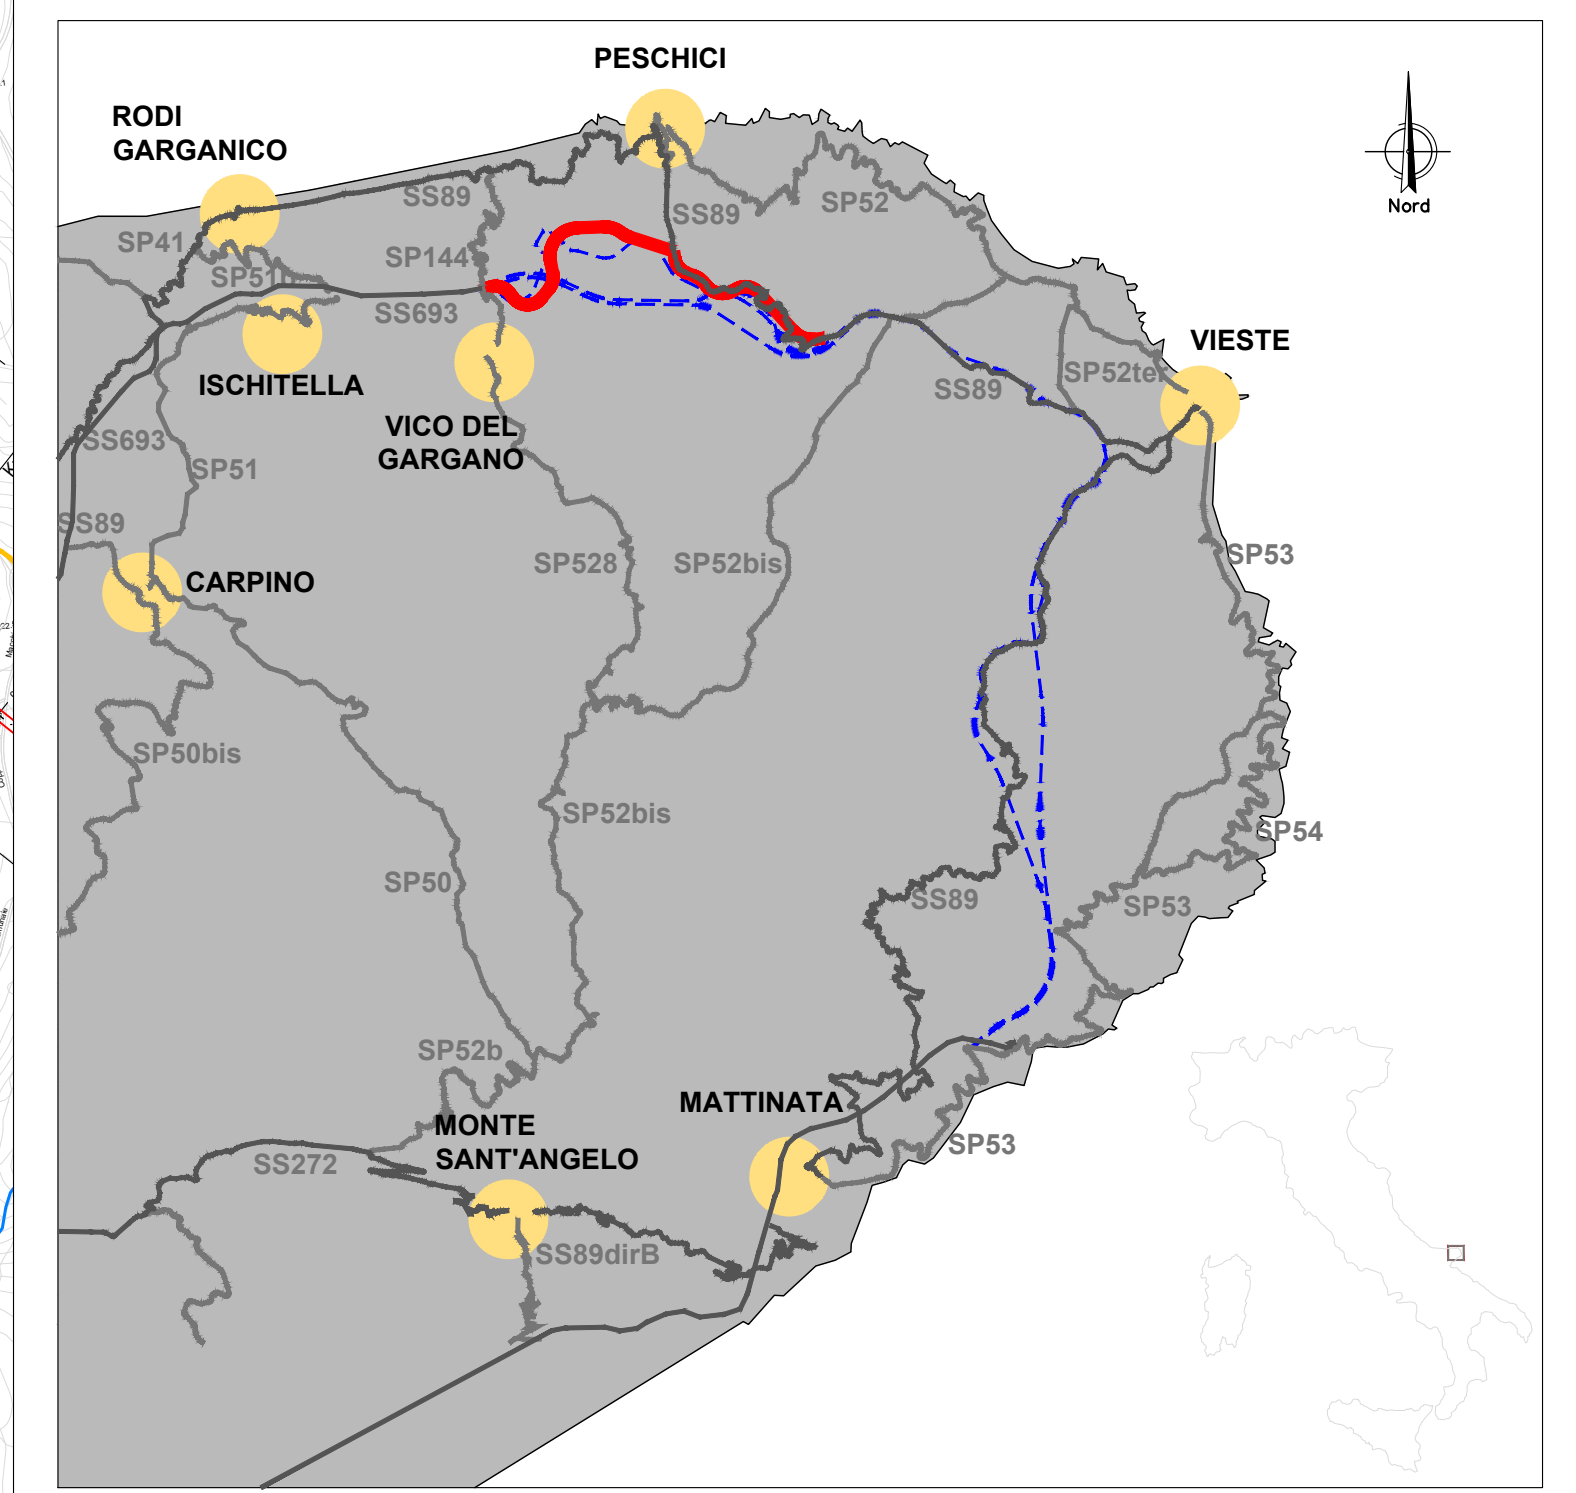 PESCHICI
RODI
GARGANICO
Nord
SS89
SP52
SS89
SP41
SP144
SP51
SS693
VIESTE
ISCHITELLA
SP52ter
SS89
VICO DEL
GARGANO
SS693
SP51
SS89
SP528
SP52bis
SP53
CARPINO
SP50bis
SP52bis
SP54
SP50
SS89
SP53
SP52b
MATTINATA
MONTE
SANT'ANGELO
SS272
SP53
SS89dirB